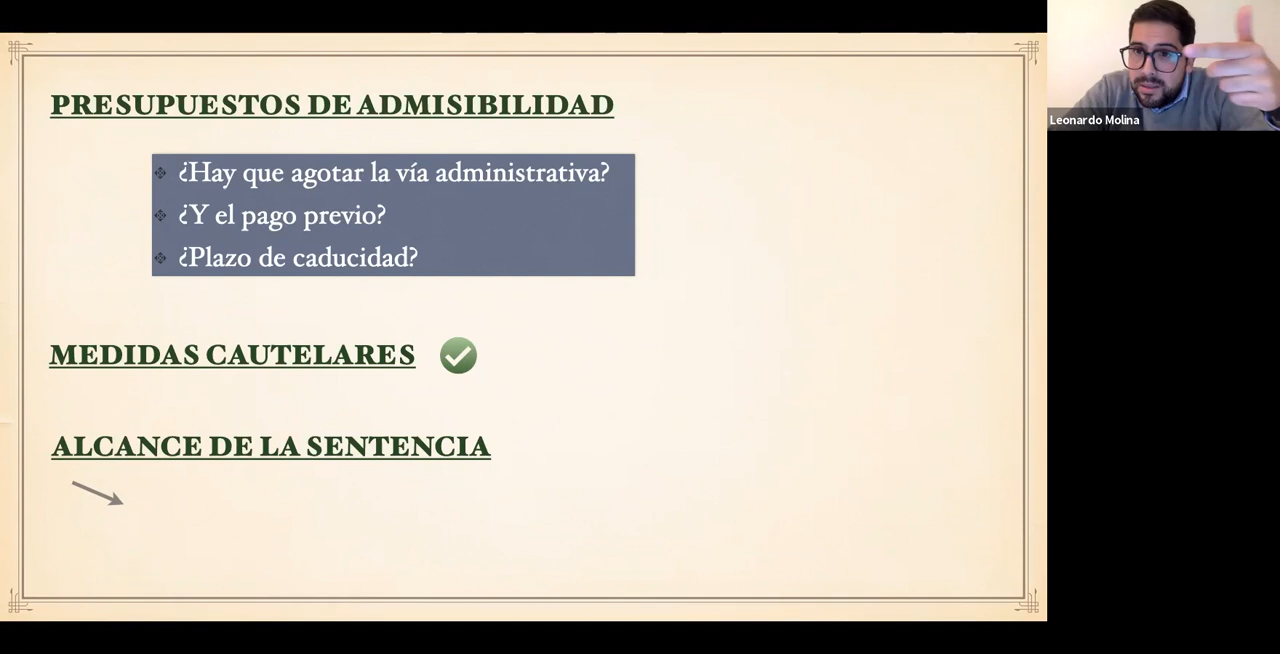 PRESUPUESTOS DE ADMISIBILIDAD
¿Hay que agotar la vía administrativa?
¿Y el pago previo?
¿Plazo de caducidad?
MEDIDAS CAUTELARES
ALCANCE DE LA SENTENCIA
Leonardo Molina